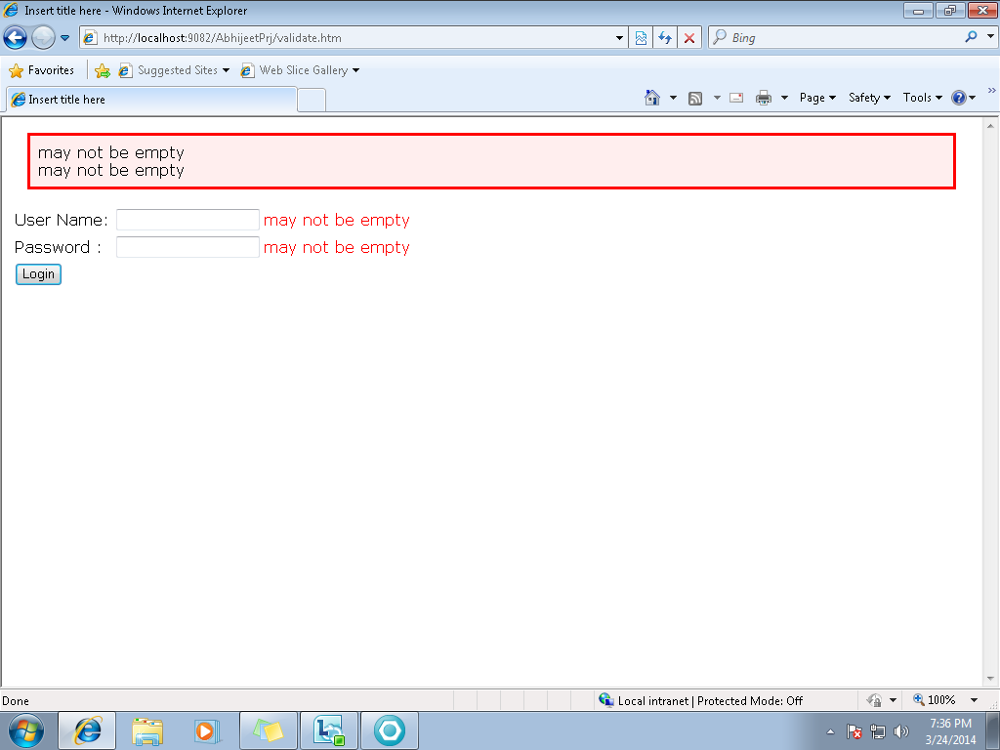 Insert title here - Windows Internet Explorer
http://localhost:9082/AbhijeetPrj/validate.htm
Bing
Favorites Suggested Sites Web Slice Gallery
Insert title here
Page Safety Tools
may not be empty
may not be empty
User Name: may not be empty
Password : may not be empty
Login
Done Local intranet | Protected Mode: Off 100%
7:36 PM
3/24/2014